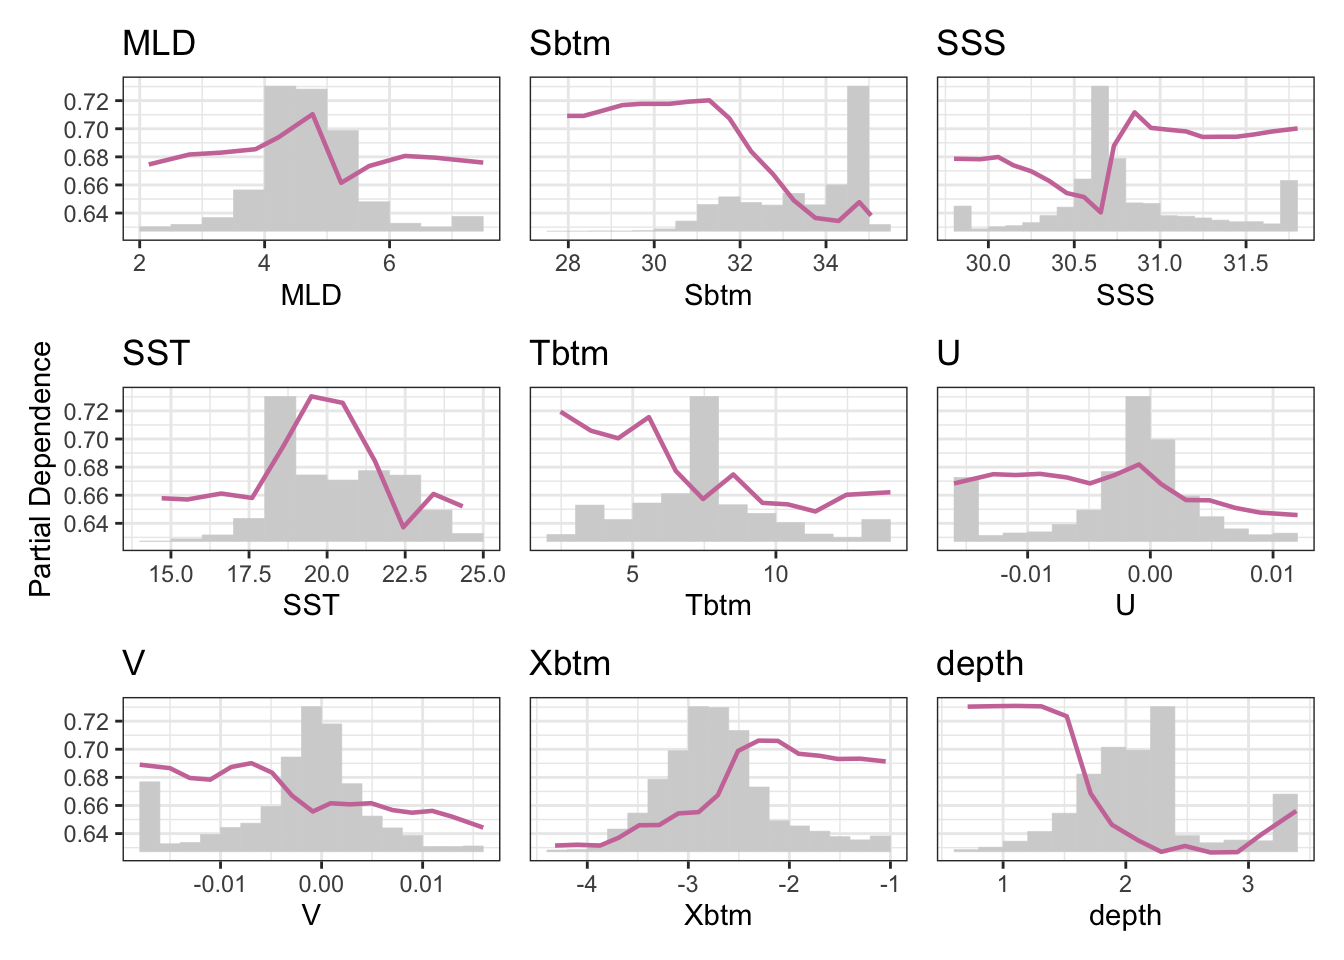 MLD Sbtm SSS
0.72
0.70
0.68
0.66
0.64
2 4 6 28 30 32 34 30.0 30.5 31.0 31.5
MLD Sbtm SSS
SST Tbtm U
Partial Dependence
0.72
0.70
0.68
0.66
0.64
15.0 17.5 20.0 22.5 25.0 5 10 -0.01 0.00 0.01
SST Tbtm U
V Xbtm depth
0.72
0.70
0.68
0.66
0.64
-0.01 0.00 0.01 -4 -3 -2 -1 1 2 3
V Xbtm depth